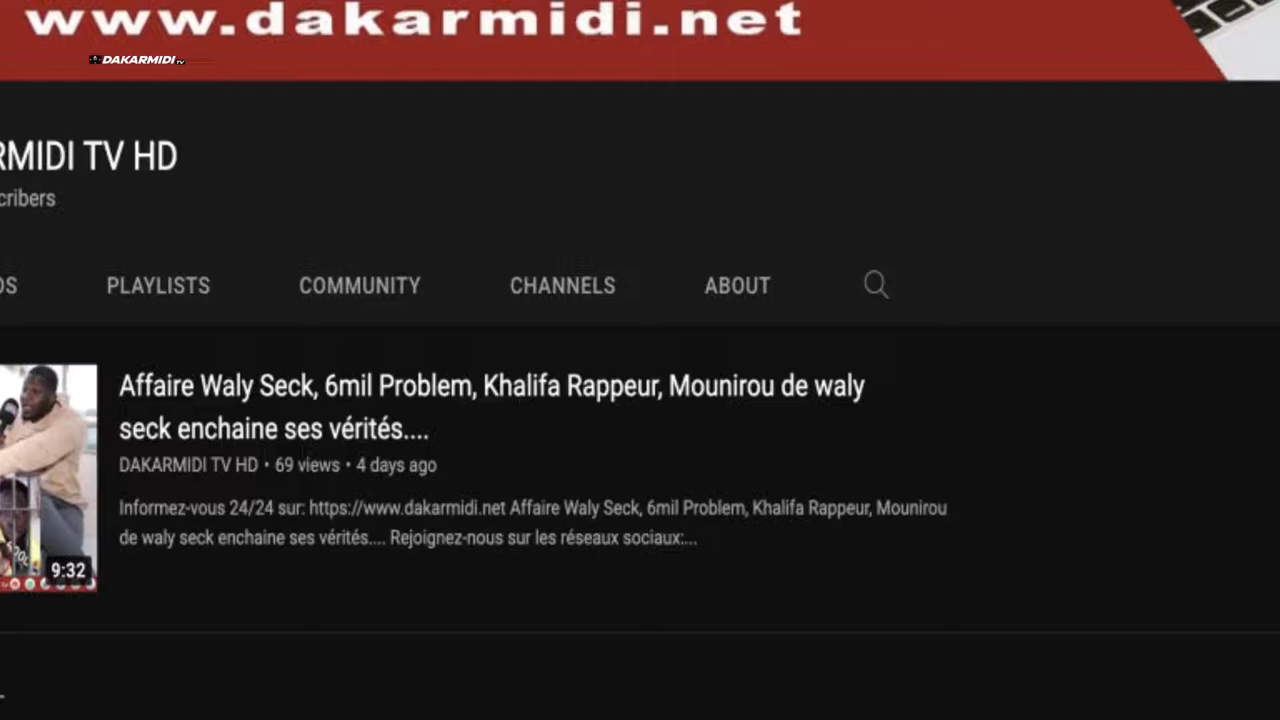 www.dakarmidi.net
DAKARMIDI TV
RMIDI TV HD
cribers
OS
PLAYLISTS
COMMUNITY
CHANNELS
ABOUT
Affaire Waly Seck, 6mil Problem, Khalifa Rappeur, Mounirou de waly
seck enchaine ses vérités....
DAKARMIDI TV HD • 69 views • 4 days ago
Informez-vous 24/24 sur: https://www.dakarmidi.net Affaire Waly Seck, 6mil Problem, Khalifa Rappeur, Mounirou
de waly seck enchaine ses vérités.... Rejoignez-nous sur les réseaux sociaux:...
9:32